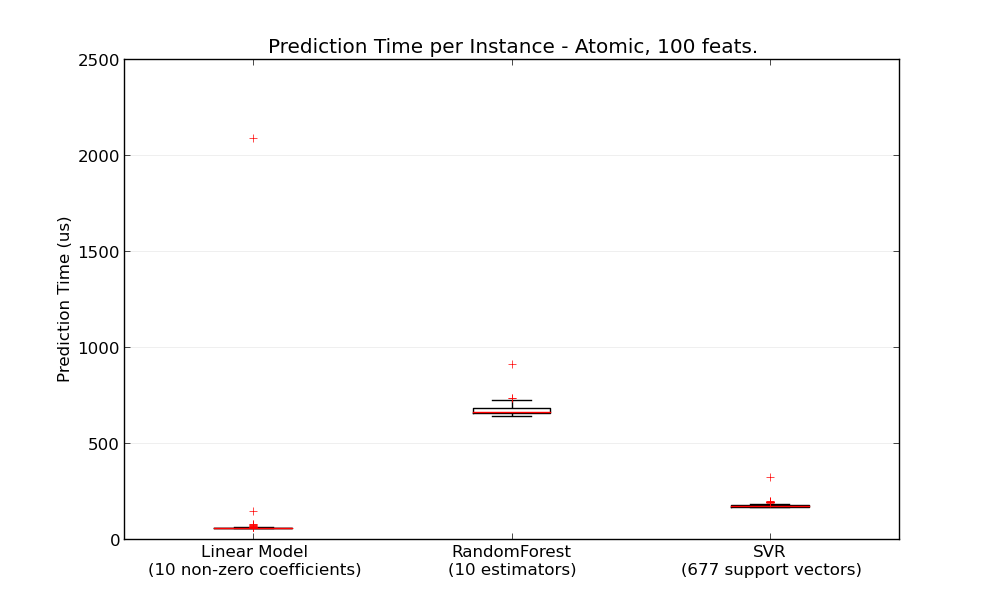 Prediction Time per Instance - Atomic, 100 feats.
2500
2000
1500
1000
500
0
Prediction Time (us)
Linear Model
(10 non-zero coefficients)
RandomForest
(10 estimators)
SVR
(677 support vectors)